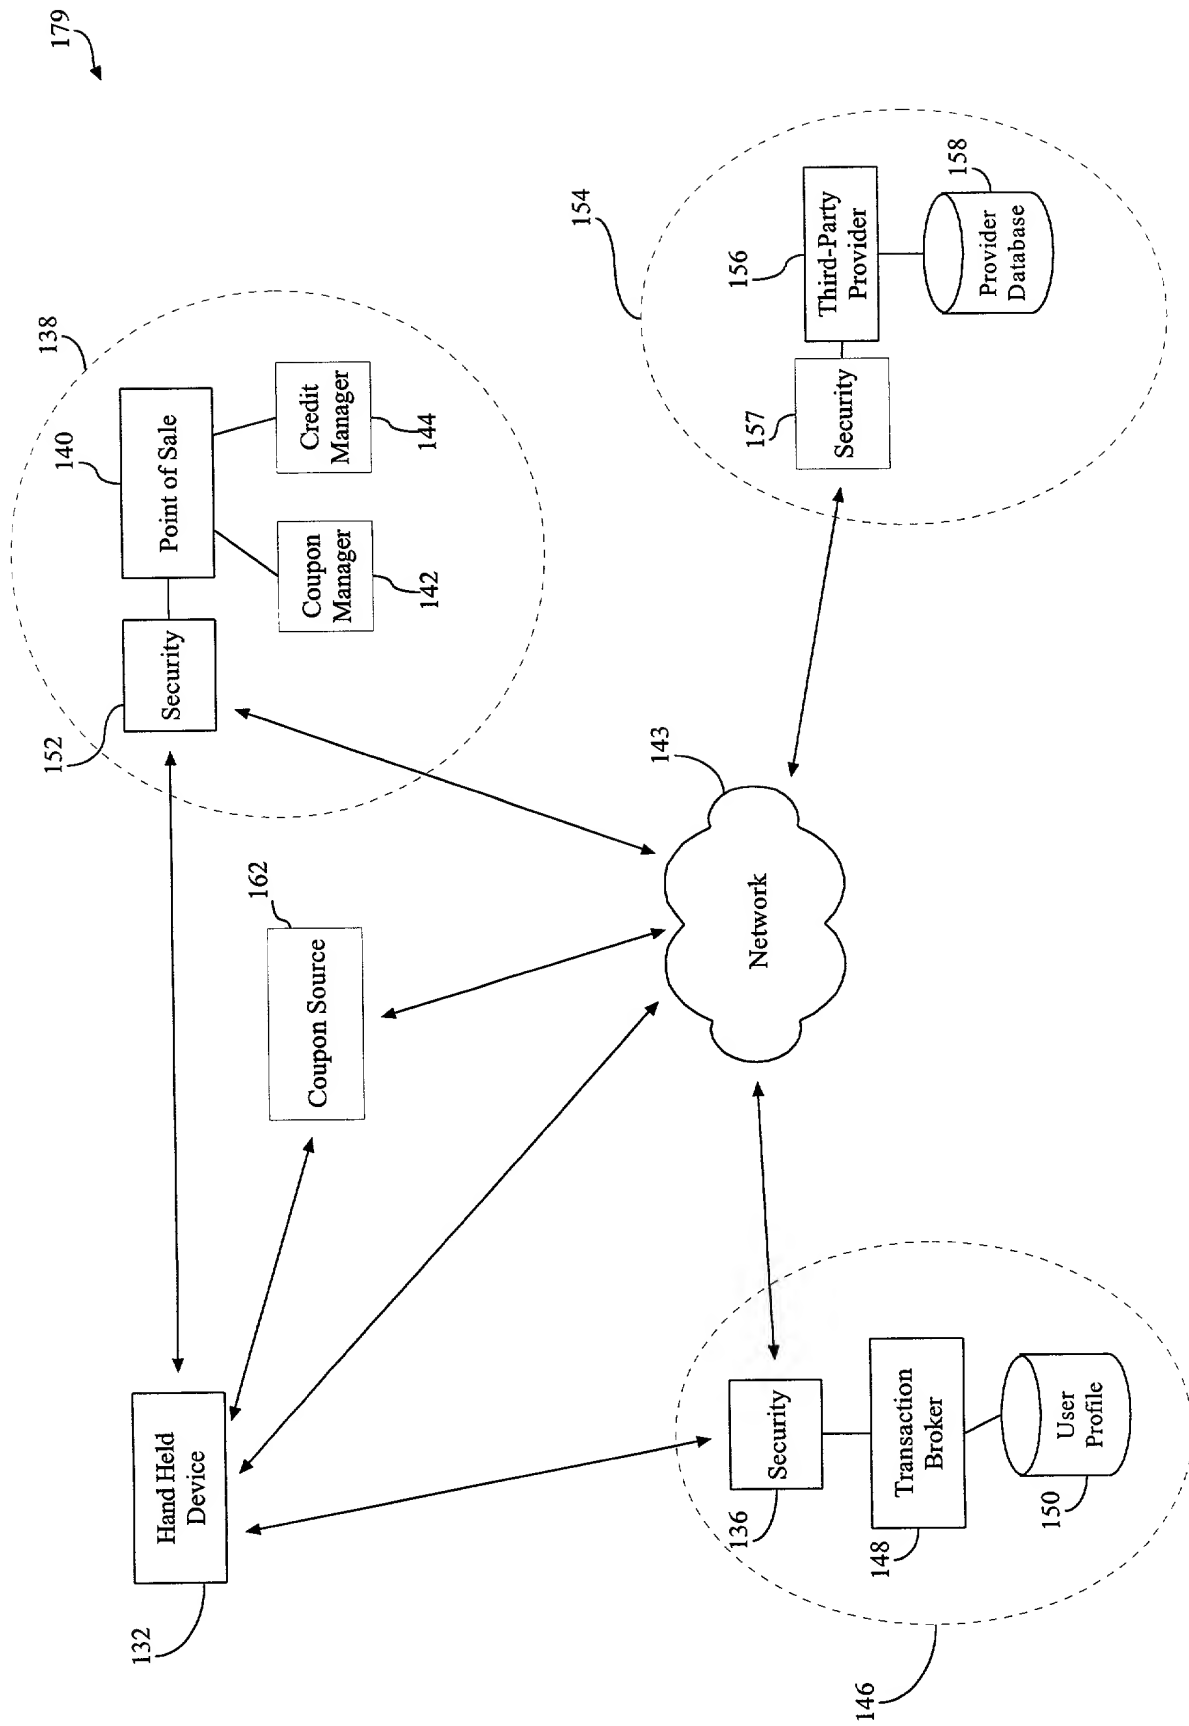 179
132
Hand Held
Device
152
Security
140
Point of Sale
138
Coupon
Manager
142
Credit
Manager
144
162
Coupon Source
143
Network
136
Security
148
Transaction
Broker
150
User
Profile
146
154
157
Security
156
Third-Party
Provider
158
Provider
Database